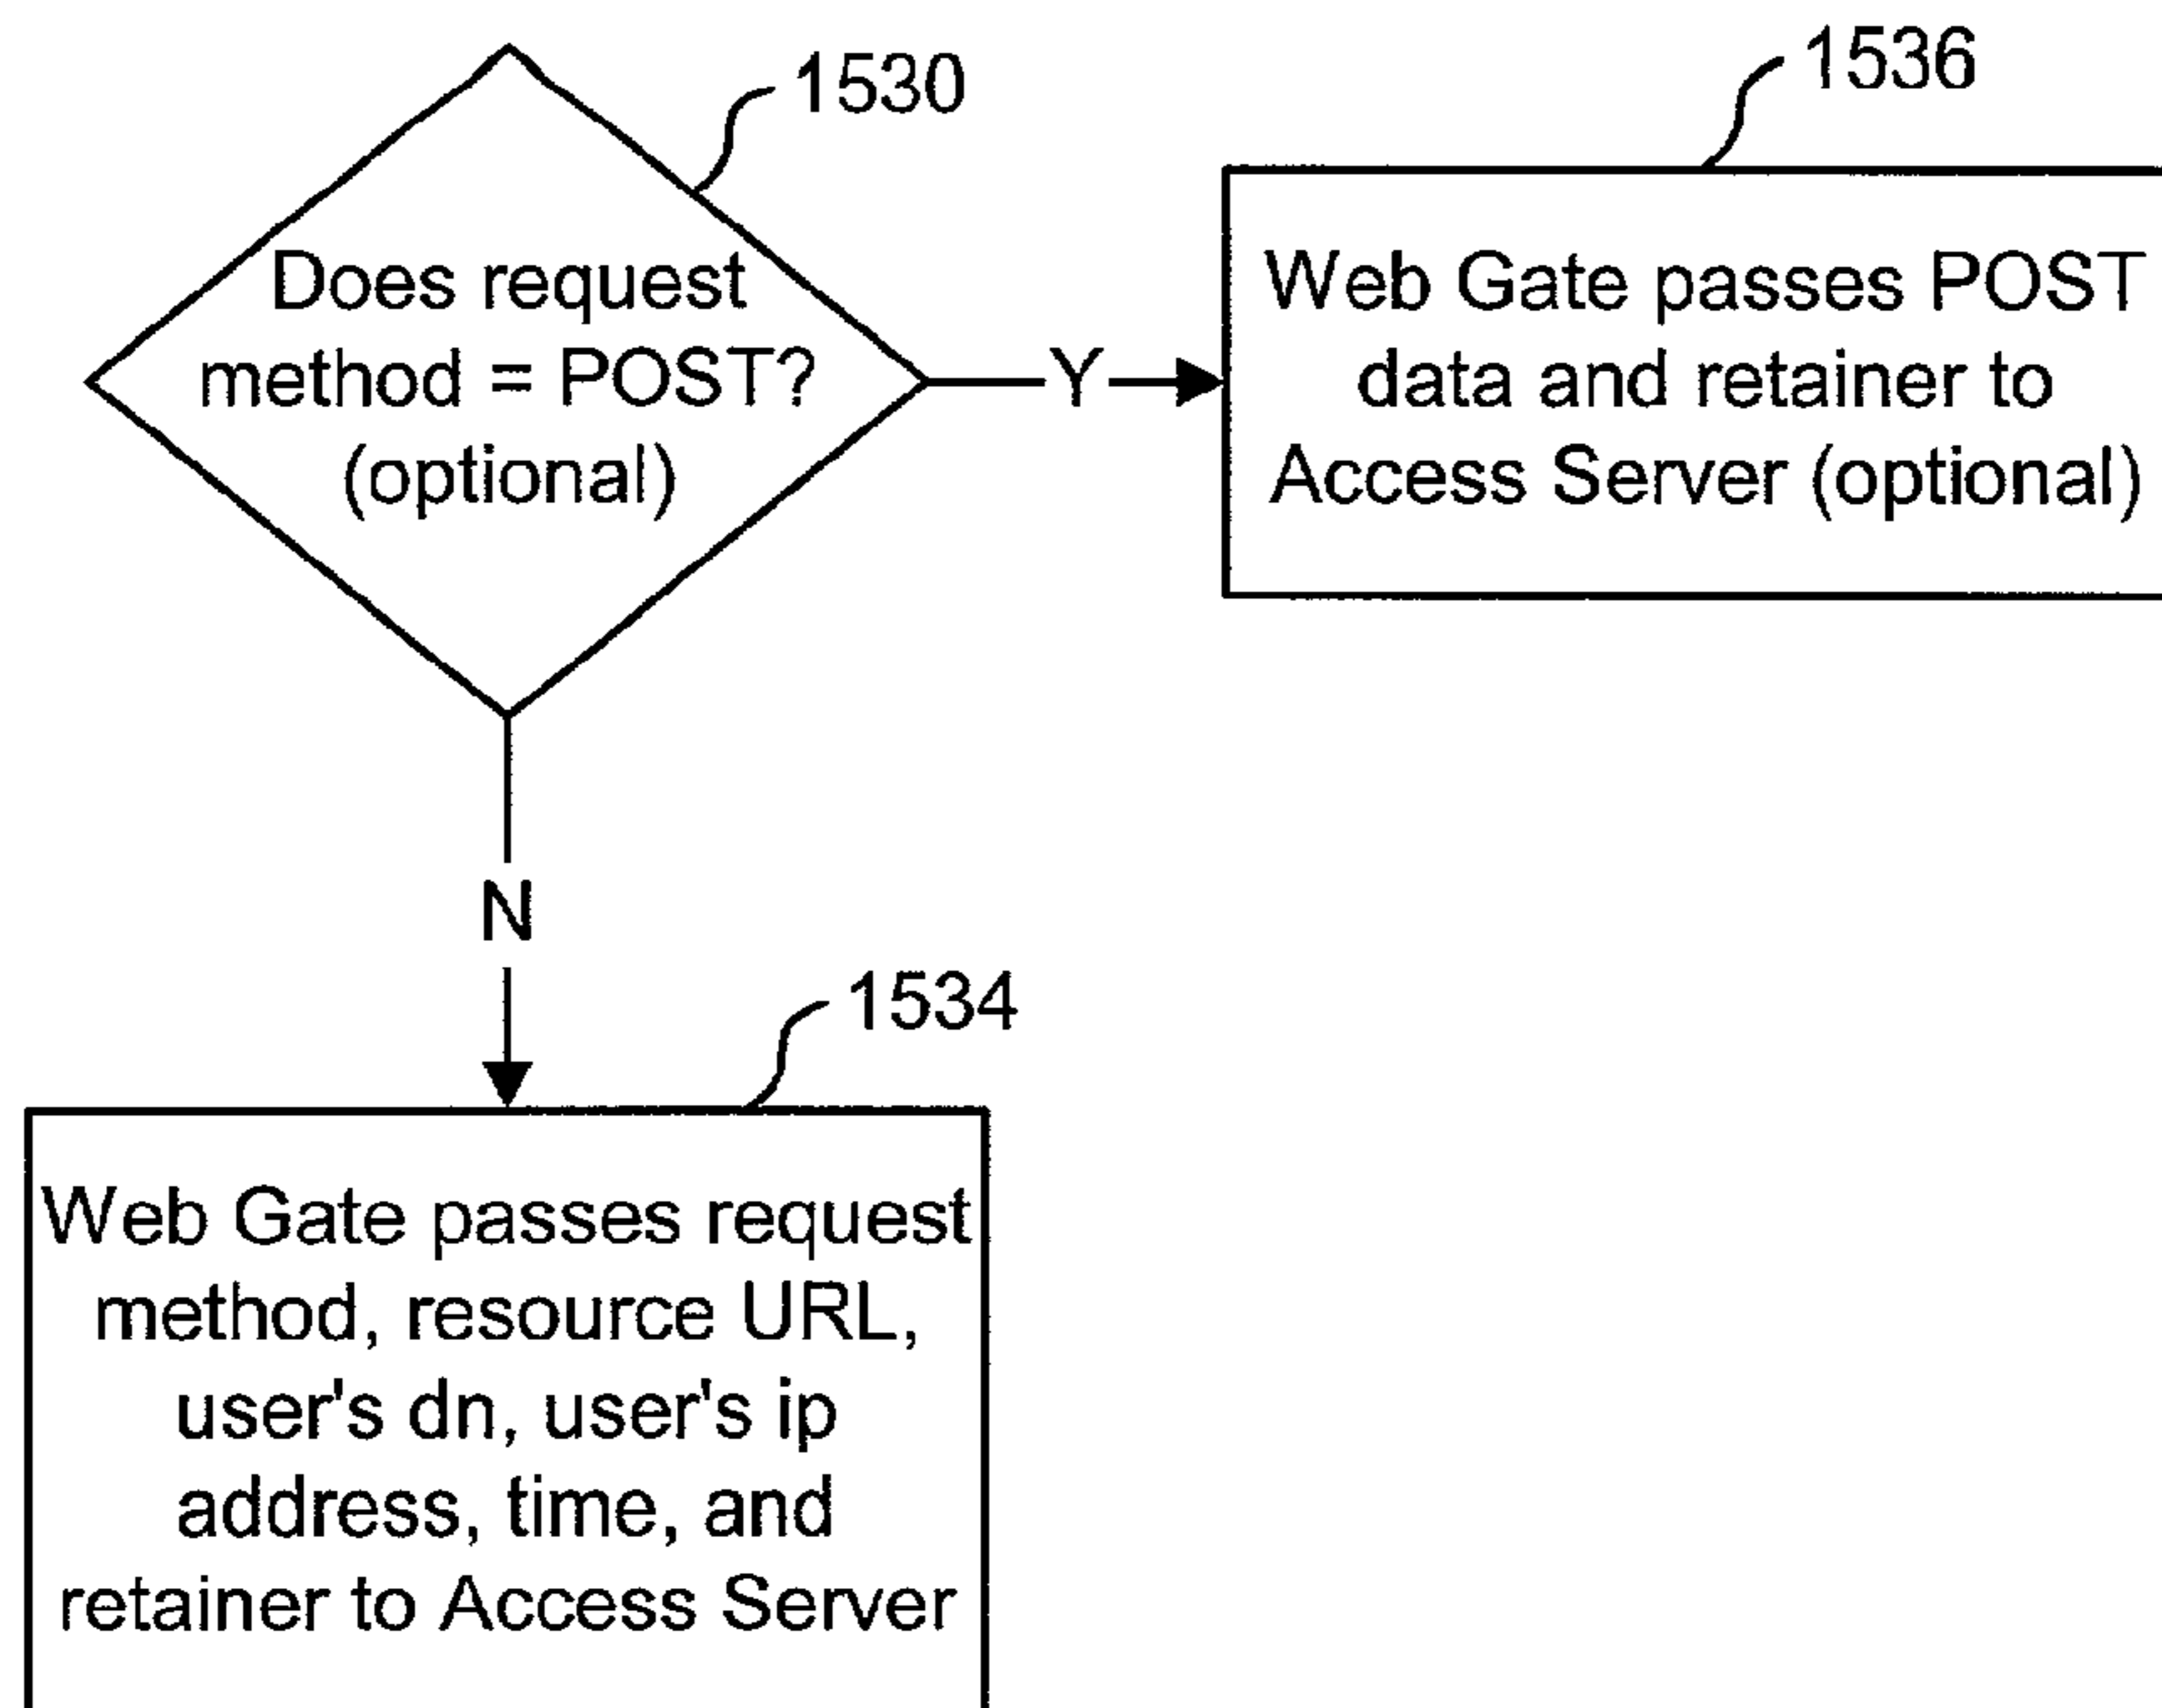 1530
Does request
method = POST?
(optional)
Y
1536
Web Gate passes POST
data and retainer to
Access Server (optional)
N
1534
Web Gate passes request
method, resource URL,
user's dn, user's ip
address, time, and
retainer to Access Server